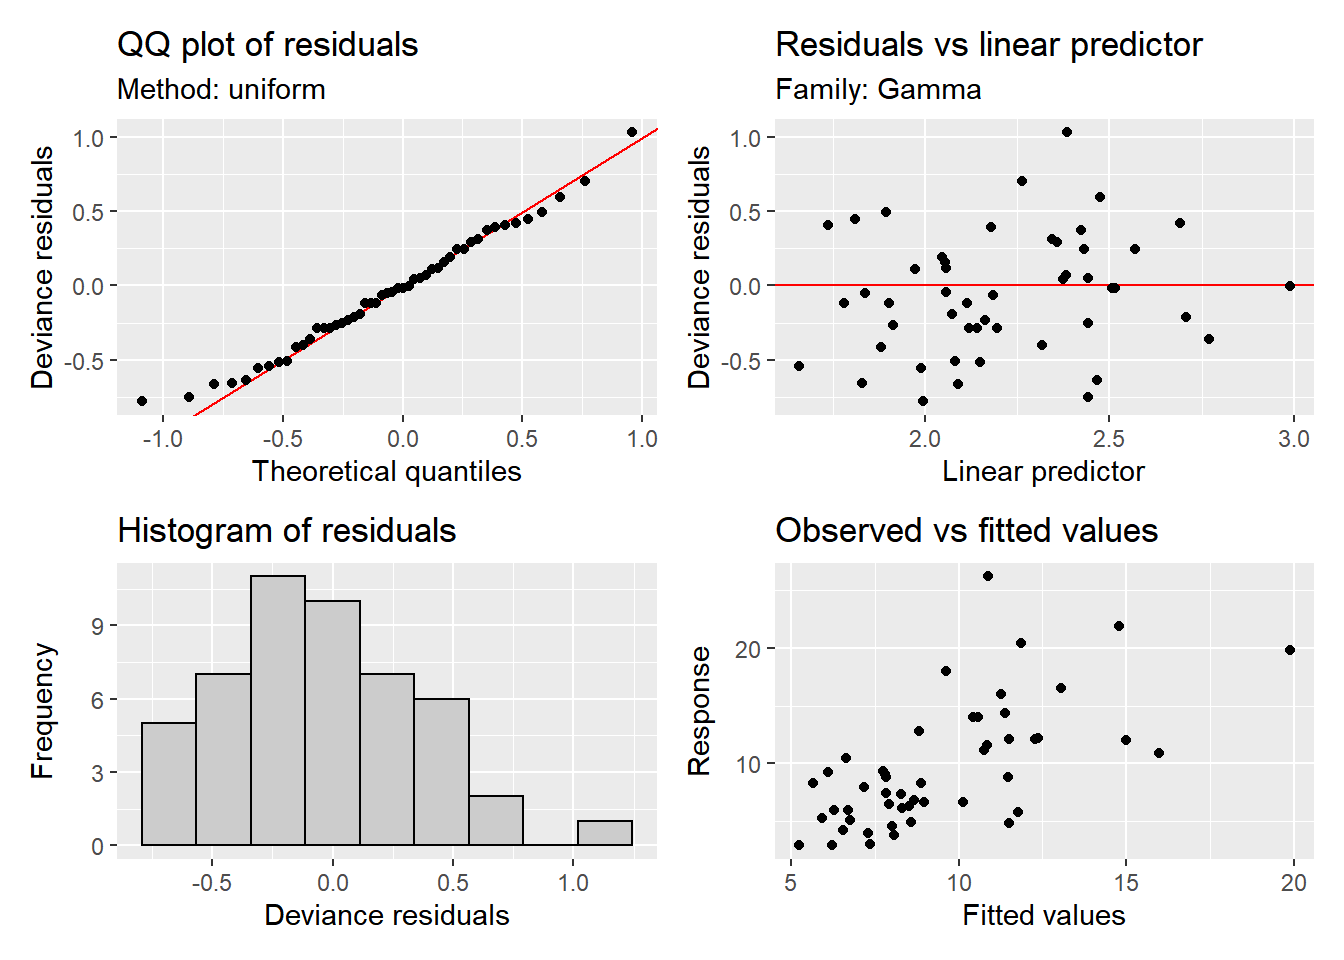 QQ plot of residuals
Method: uniform
1.0
0.5
0.0
-0.5
Deviance residuals
-1.0 -0.5 0.0 0.5 1.0
Theoretical quantiles
Residuals vs linear predictor
Family: Gamma
1.0
0.5
0.0
-0.5
Deviance residuals
2.0 2.5 3.0
Linear predictor
Histogram of residuals
9
6
3
0
Frequency
-0.5 0.0 0.5 1.0
Deviance residuals
Observed vs fitted values
20
10
Response
5 10 15 20
Fitted values